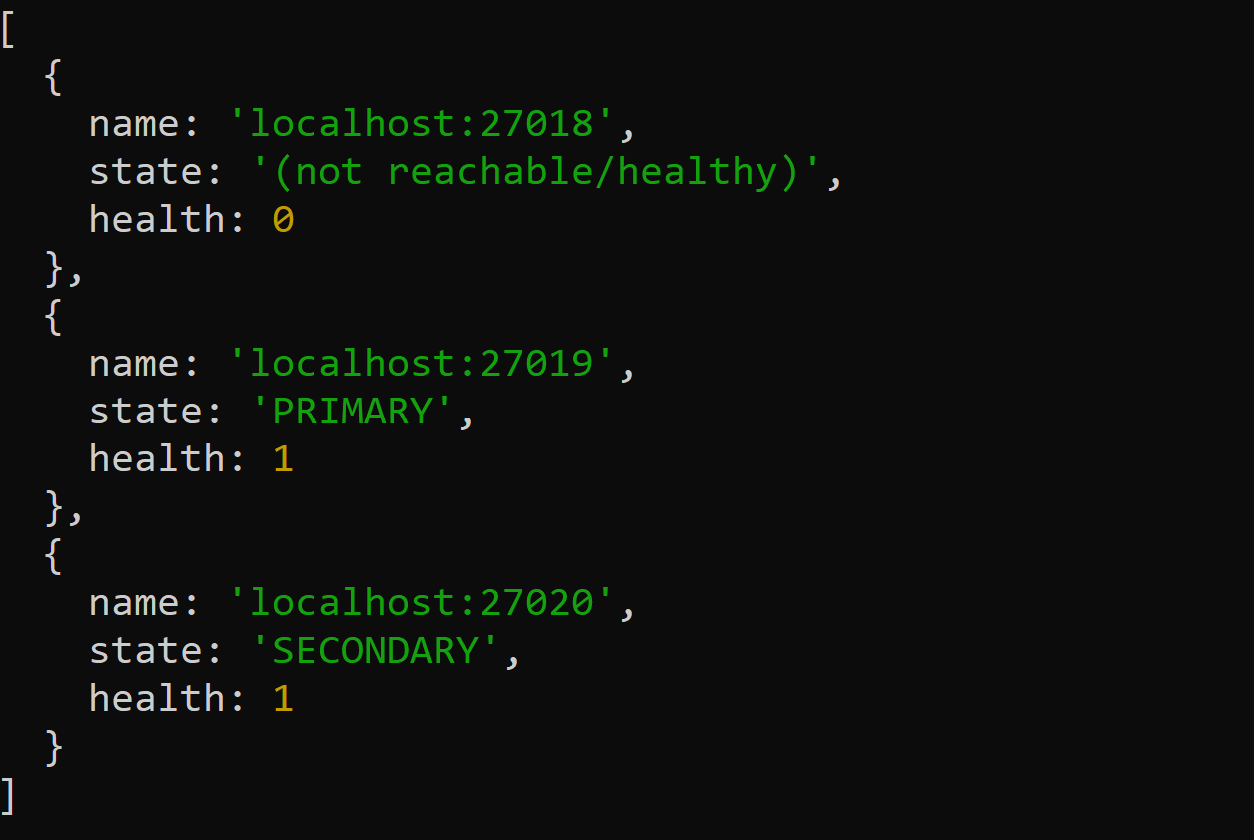 [
  {
    name: 'localhost:27018',
    state: '(not reachable/healthy)',
    health: 0
  },
  {
    name: 'localhost:27019',
    state: 'PRIMARY',
    health: 1
  },
  {
    name: 'localhost:27020',
    state: 'SECONDARY',
    health: 1
  }
]